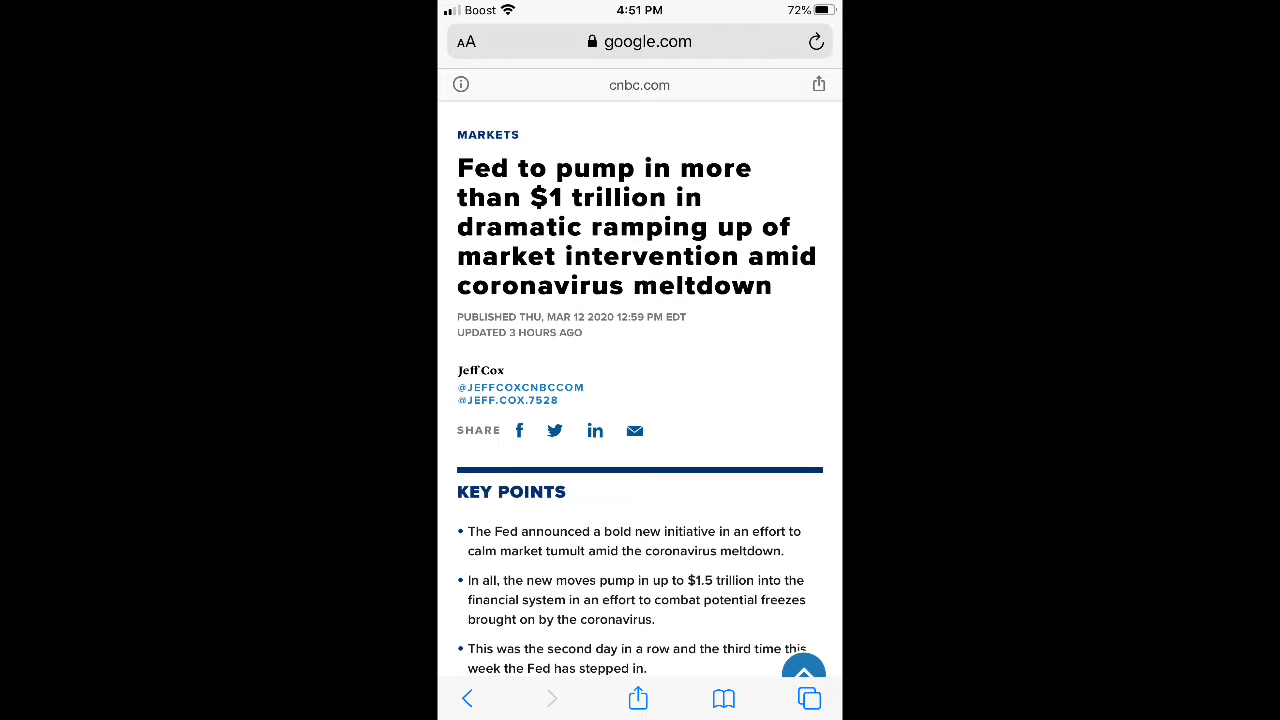 Boost 4:51 PM 72%
AA google.com
cnbc.com
MARKETS
Fed to pump in more
than $1 trillion in
dramatic ramping up of
market intervention amid
coronavirus meltdown
PUBLISHED THU, MAR 12 2020 12:59 PM EDT
UPDATED 3 HOURS AGO
Jeff Cox
@JEFFCOXCNBCCOM
@JEFF.COX.7528
SHARE
KEY POINTS
• The Fed announced a bold new initiative in an effort to
calm market tumult amid the coronavirus meltdown.
• In all, the new moves pump in up to $1.5 trillion into the
financial system in an effort to combat potential freezes
brought on by the coronavirus.
• This was the second day in a row and the third time this
week the Fed has stepped in.